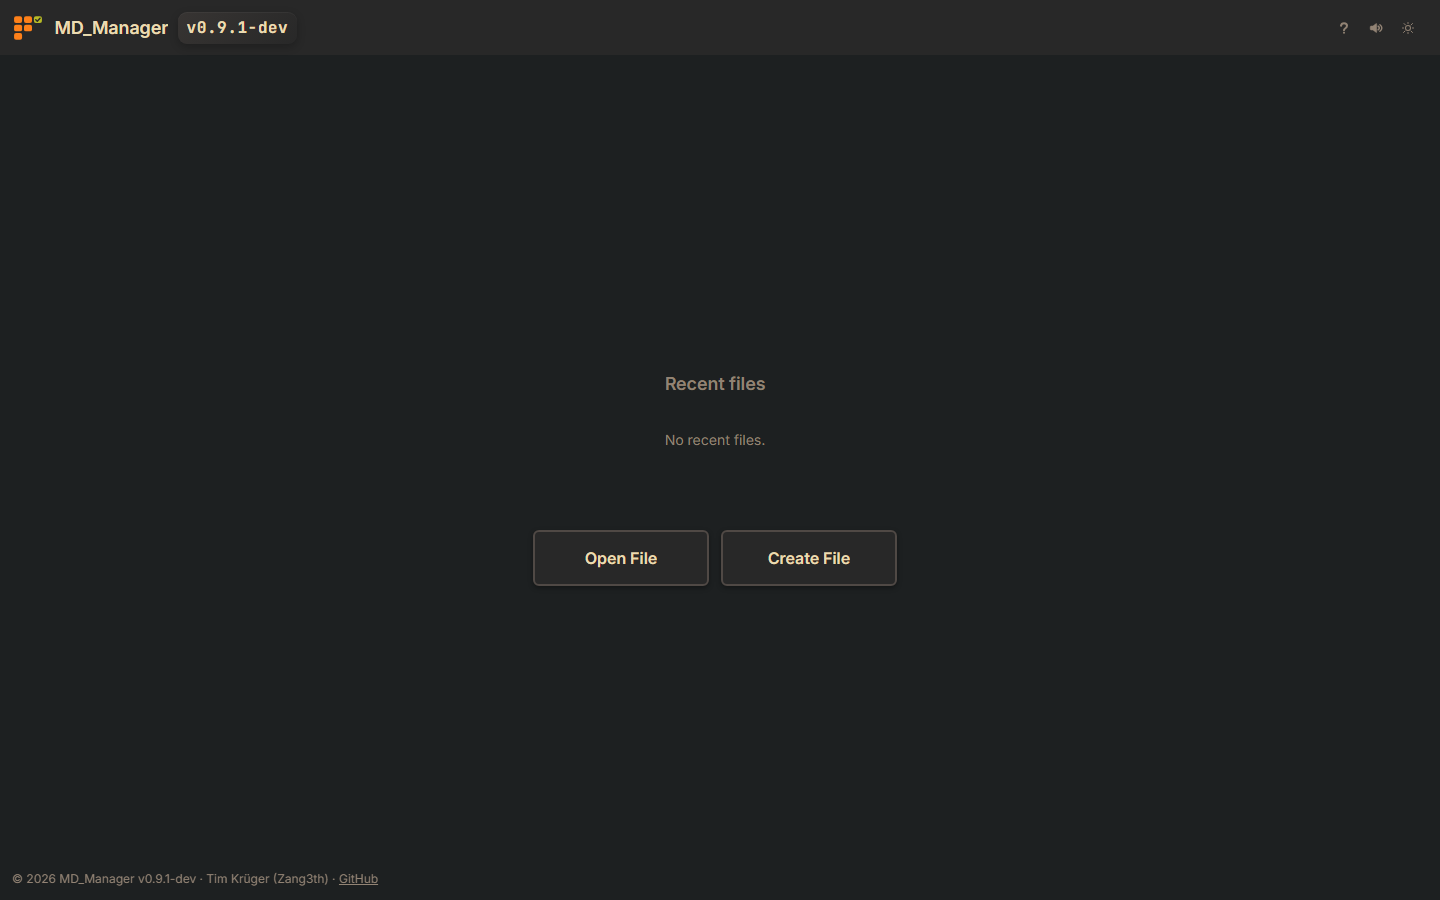 MD_Manager v0.9.1-dev ?
Recent files
No recent files.
Open File Create File
© 2026 MD_Manager v0.9.1-dev · Tim Krüger (Zang3th) · GitHub